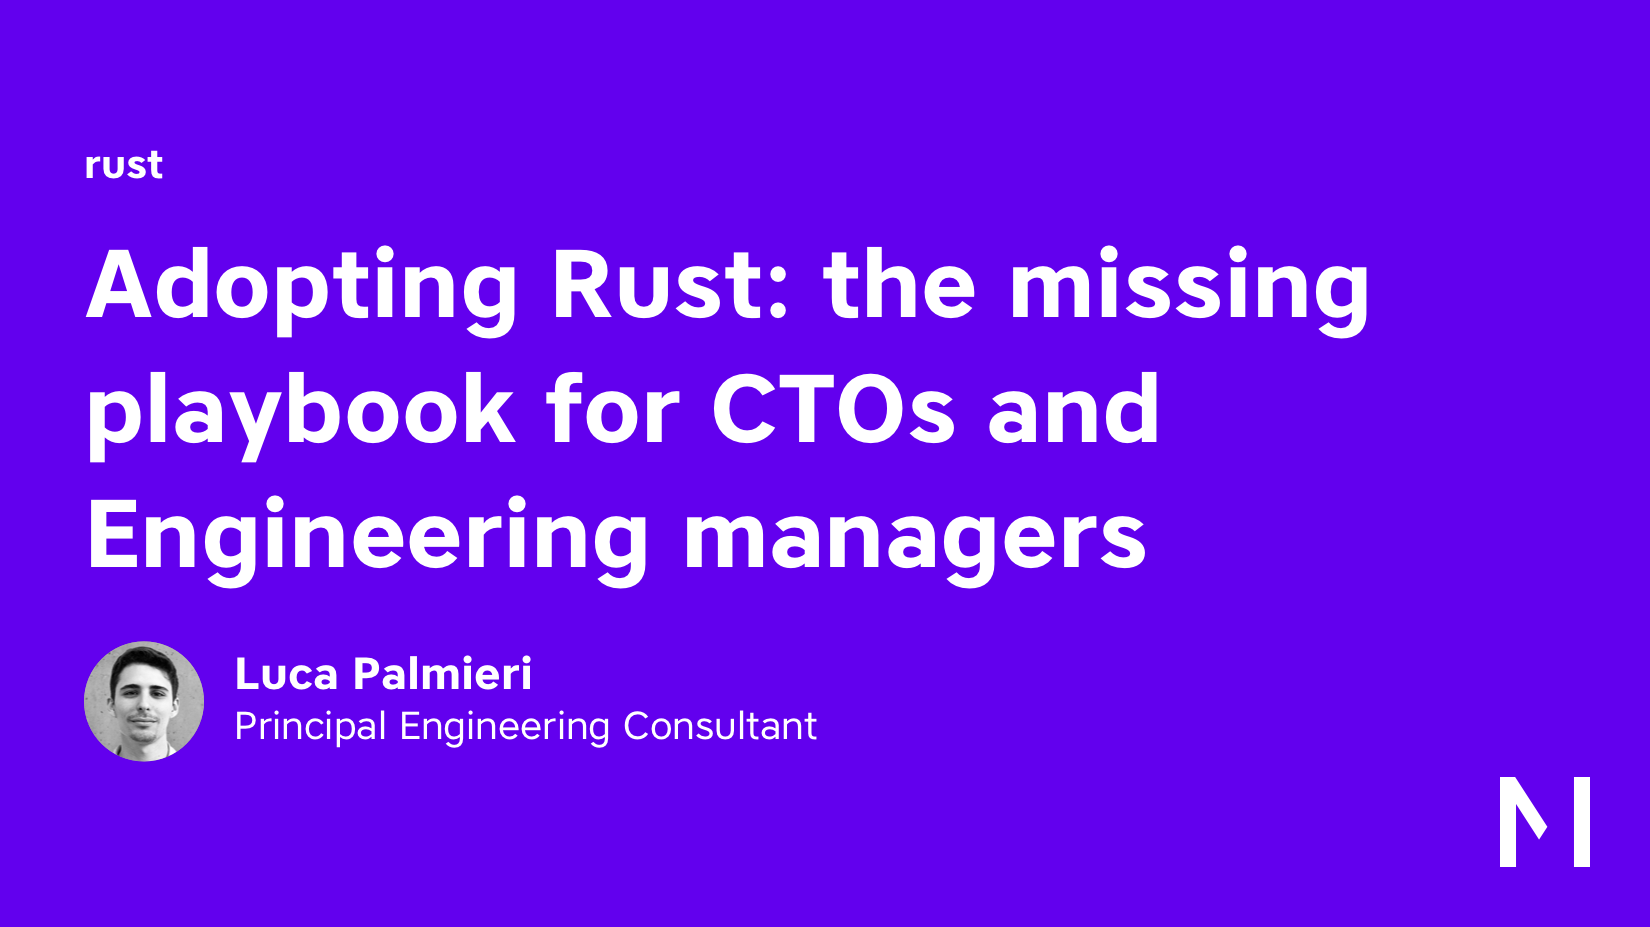 rust
Adopting Rust: the missing
playbook for CTOs and
Engineering managers
Luca Palmieri
Principal Engineering Consultant